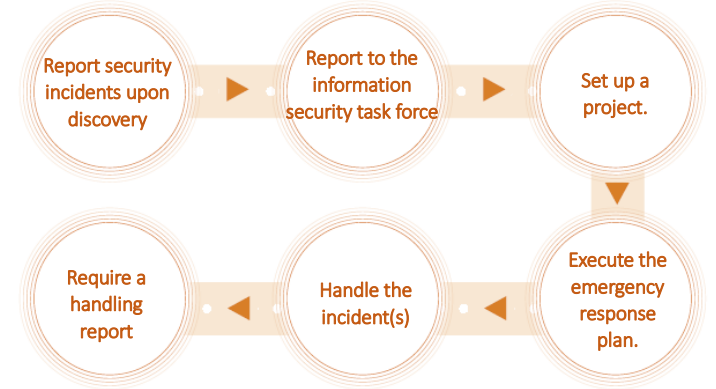 Report security
incidents upon
discovery
Report to the
information
security task force
Set up a
project.
Execute the
emergency
response
plan.
Handle the
incident(s)
Require a
handling
report